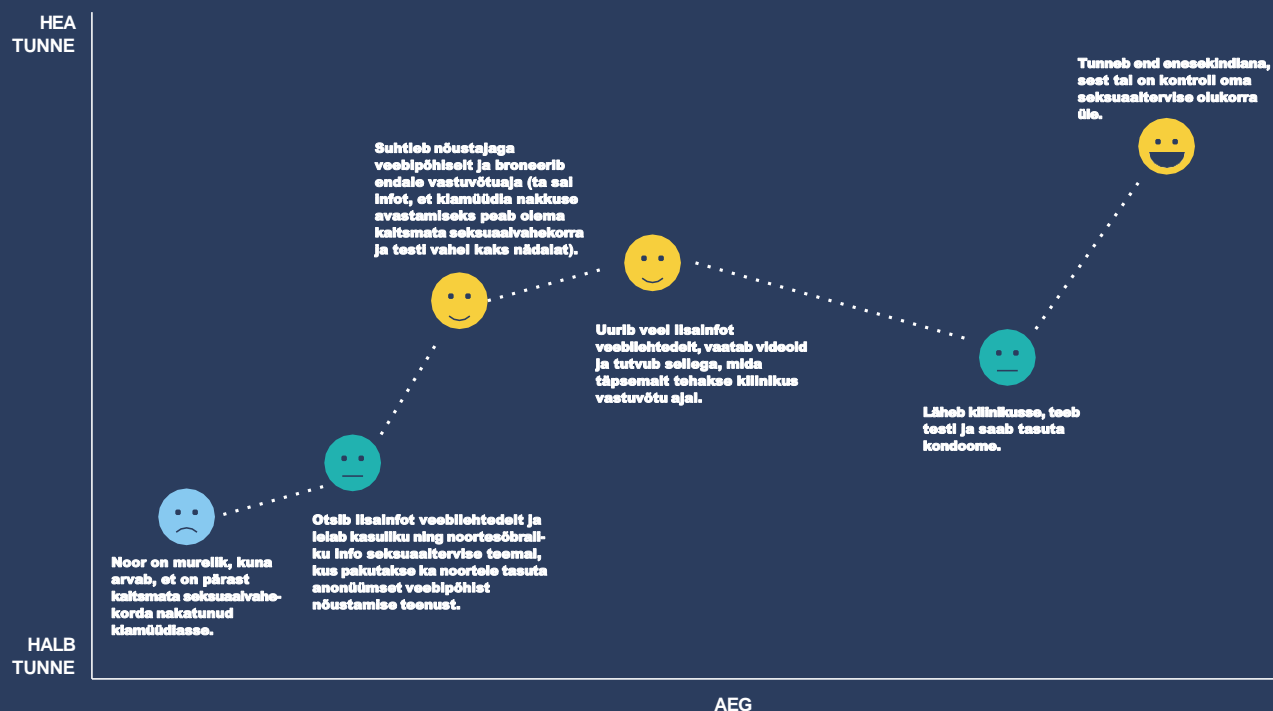 HEA
TUNNE
Tunneb end enesekindlana,
sest tal on kontroll oma
seksuaaltervise olukorra
üle.
Suhtleb nõustajaga
veebipõhiselt ja broneerib
endale vastuvõtuaja (ta sai
infot, et klamüüdia nakkuse
avastamiseks peab olema
kaitsmata seksuaalvahekorra
ja testi vahel kaks nädalat).
Uurib veel lisainfot
veebilehtedelt, vaatab videoid
ja tutvub sellega, mida
täpsemalt tehakse kliinikus
vastuvõtu ajal.
Läheb kliinikusse, teeb
testi ja saab tasuta
kondoome.
Otsib lisainfot veebilehtedelt ja
leiab kasuliku ning noortesõbrali-
ku info seksuaaltervise teemal,
kus pakutakse ka noortele tasuta
anonüümset veebipõhist
nõustamise teenust.
Noor on murelik, kuna
arvab, et on pärast
kaitsmata seksuaalvahe-
korda nakatunud
klamüüdiasse.
HALB
TUNNE
AEG